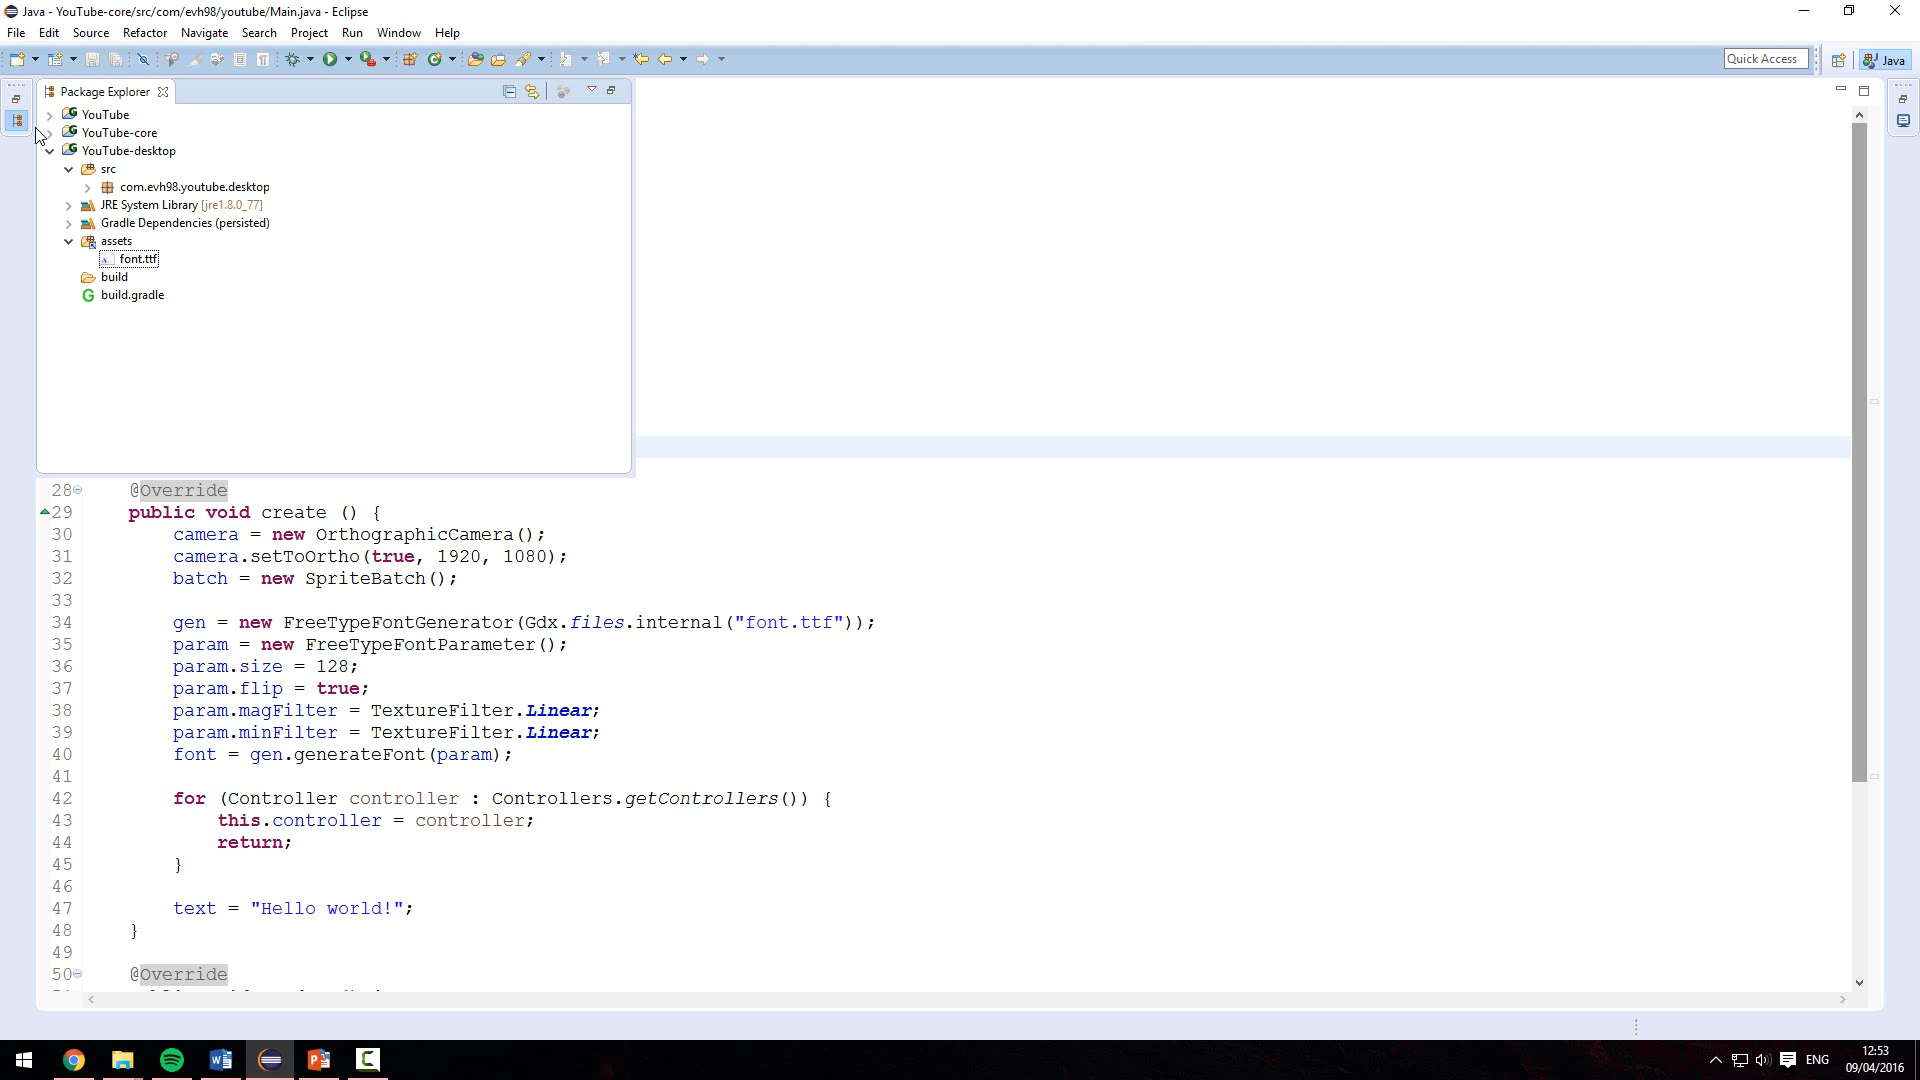 Java - YouTube-core/src/com/evh98/youtube/Main.java - Eclipse
File Edit Source Refactor Navigate Search Project Run Window Help
Quick Access
Java
Package Explorer
YouTube
YouTube-core
YouTube-desktop
src
com.evh98.youtube.desktop
JRE System Library [jre1.8.0_77]
Gradle Dependencies (persisted)
assets
font.ttf
build
build.gradle
28 @Override
29 public void create () {
30 camera = new OrthographicCamera();
31 camera.setToOrtho(true, 1920, 1080);
32 batch = new SpriteBatch();
33
34 gen = new FreeTypeFontGenerator(Gdx.files.internal("font.ttf"));
35 param = new FreeTypeFontParameter();
36 param.size = 128;
37 param.flip = true;
38 param.magFilter = TextureFilter.Linear;
39 param.minFilter = TextureFilter.Linear;
40 font = gen.generateFont(param);
41
42 for (Controller controller : Controllers.getControllers()) {
43 this.controller = controller;
44 return;
45 }
46
47 text = "Hello world!";
48 }
49
50 @Override
ENG
12:53
09/04/2016